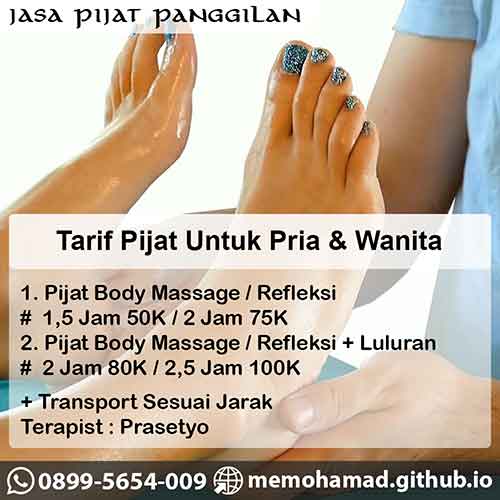 Jasa Pijat Panggilan
Tarif Pijat Untuk Pria & Wanita
1. Pijat Body Massage / Refleksi
# 1,5 Jam 50K / 2 Jam 75K
2. Pijat Body Massage / Refleksi + Luluran
# 2 Jam 80K / 2,5 Jam 100K
+ Transport Sesuai Jarak
Terapist : Prasetyo
0899-5654-009 memohamad.github.io